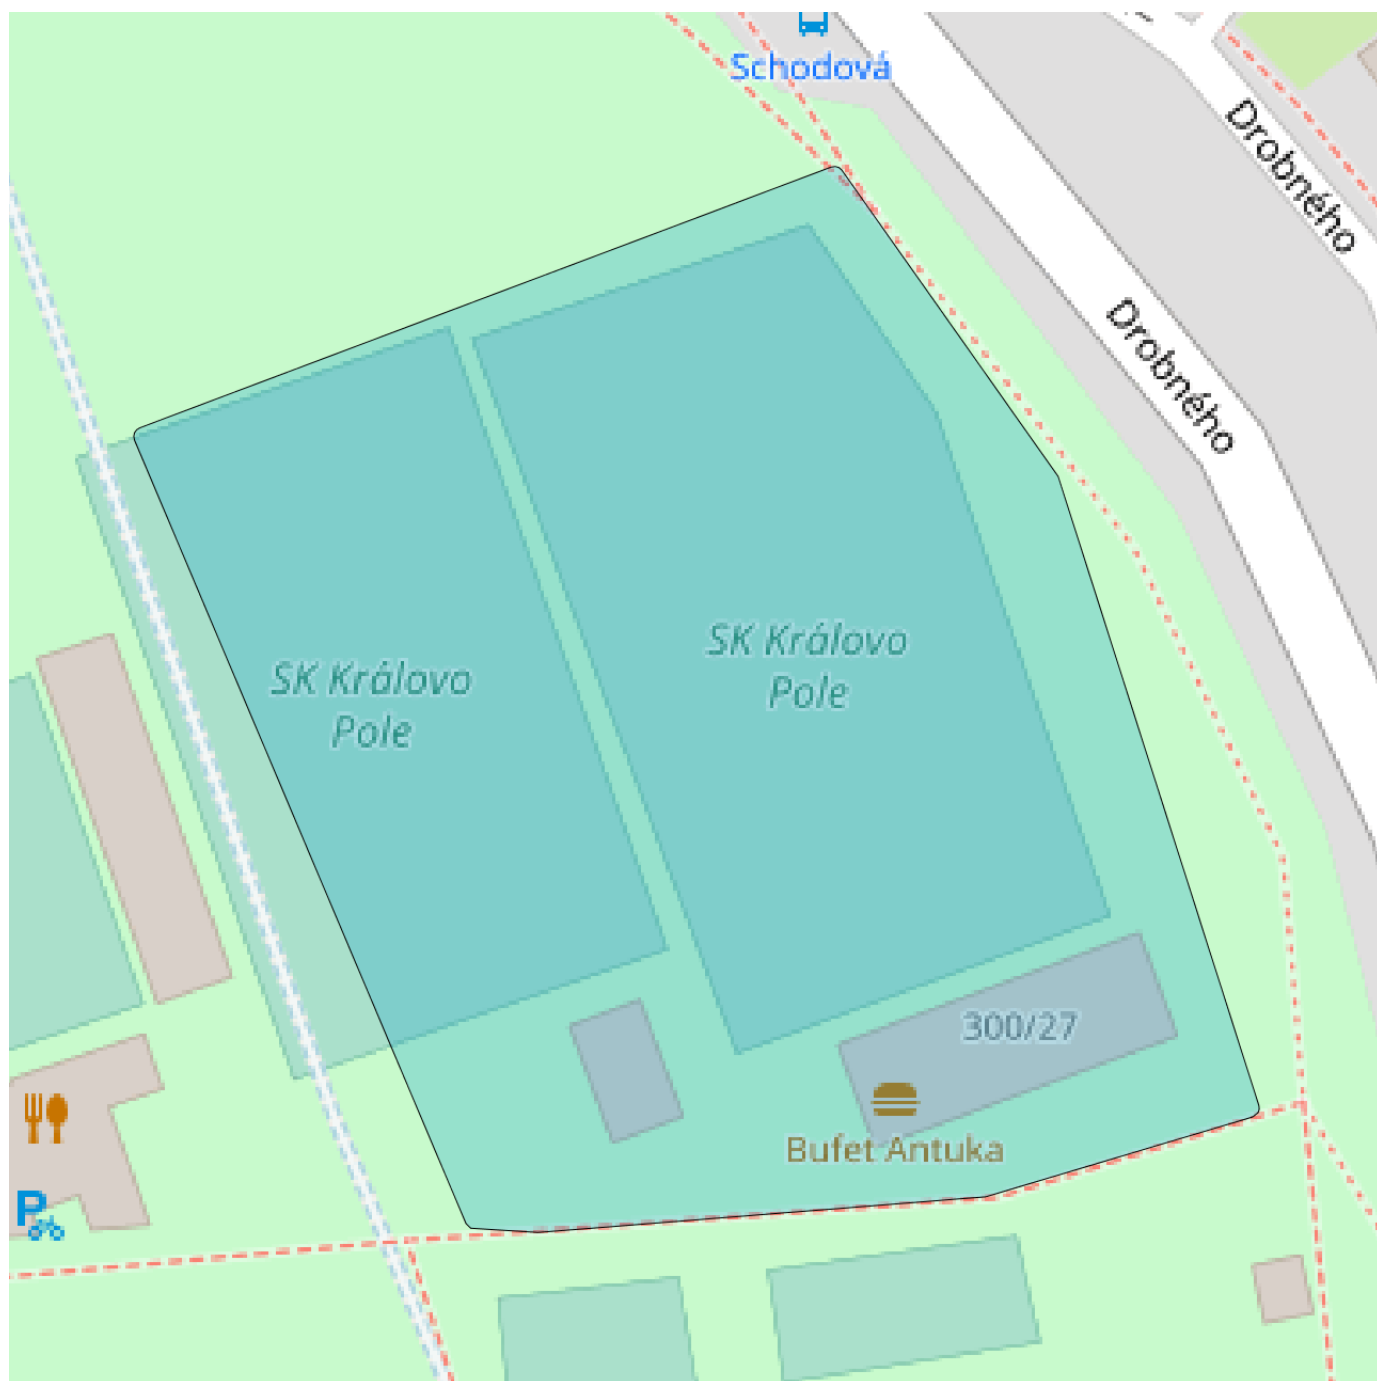 Schodová
Drobného
Drobného
SK Královo
Pole
SK Královo
Pole
300/27
Bufet Antuka
P